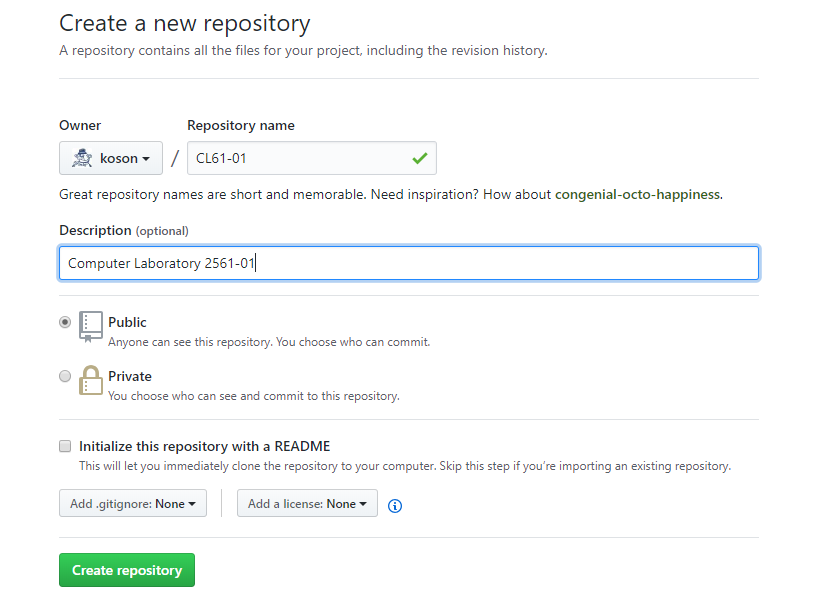 Create a new repository
A repository contains all the files for your project, including the revision history.
Owner Repository name
koson / CL61-01
Great repository names are short and memorable. Need inspiration? How about congenial-octo-happiness.
Description (optional)
Computer Laboratory 2561-01
Public
Anyone can see this repository. You choose who can commit.
Private
You choose who can see and commit to this repository.
Initialize this repository with a README
This will let you immediately clone the repository to your computer. Skip this step if you’re importing an existing repository.
Add .gitignore: None Add a license: None
Create repository